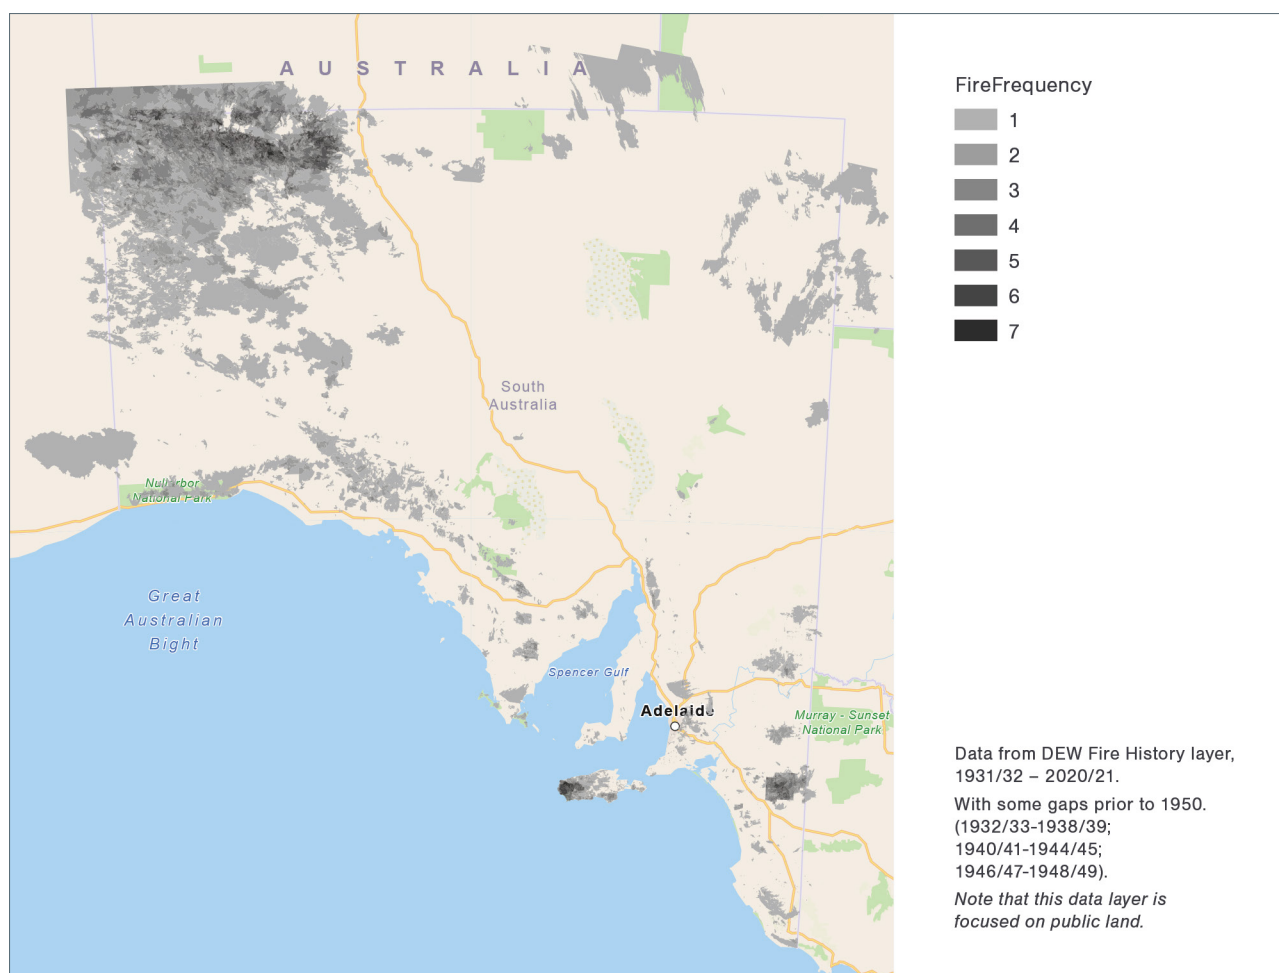 AUSTRALIA
South
Australia
Nullarbor
National Park
Great
Australian
Bight
Spencer Gulf
Adelaide
Murray - Sunset
National Park
FireFrequency
1
2
3
4
5
6
7
Data from DEW Fire History layer,
1931/32 – 2020/21.
With some gaps prior to 1950.
(1932/33-1938/39;
1940/41-1944/45;
1946/47-1948/49).
Note that this data layer is
focused on public land.